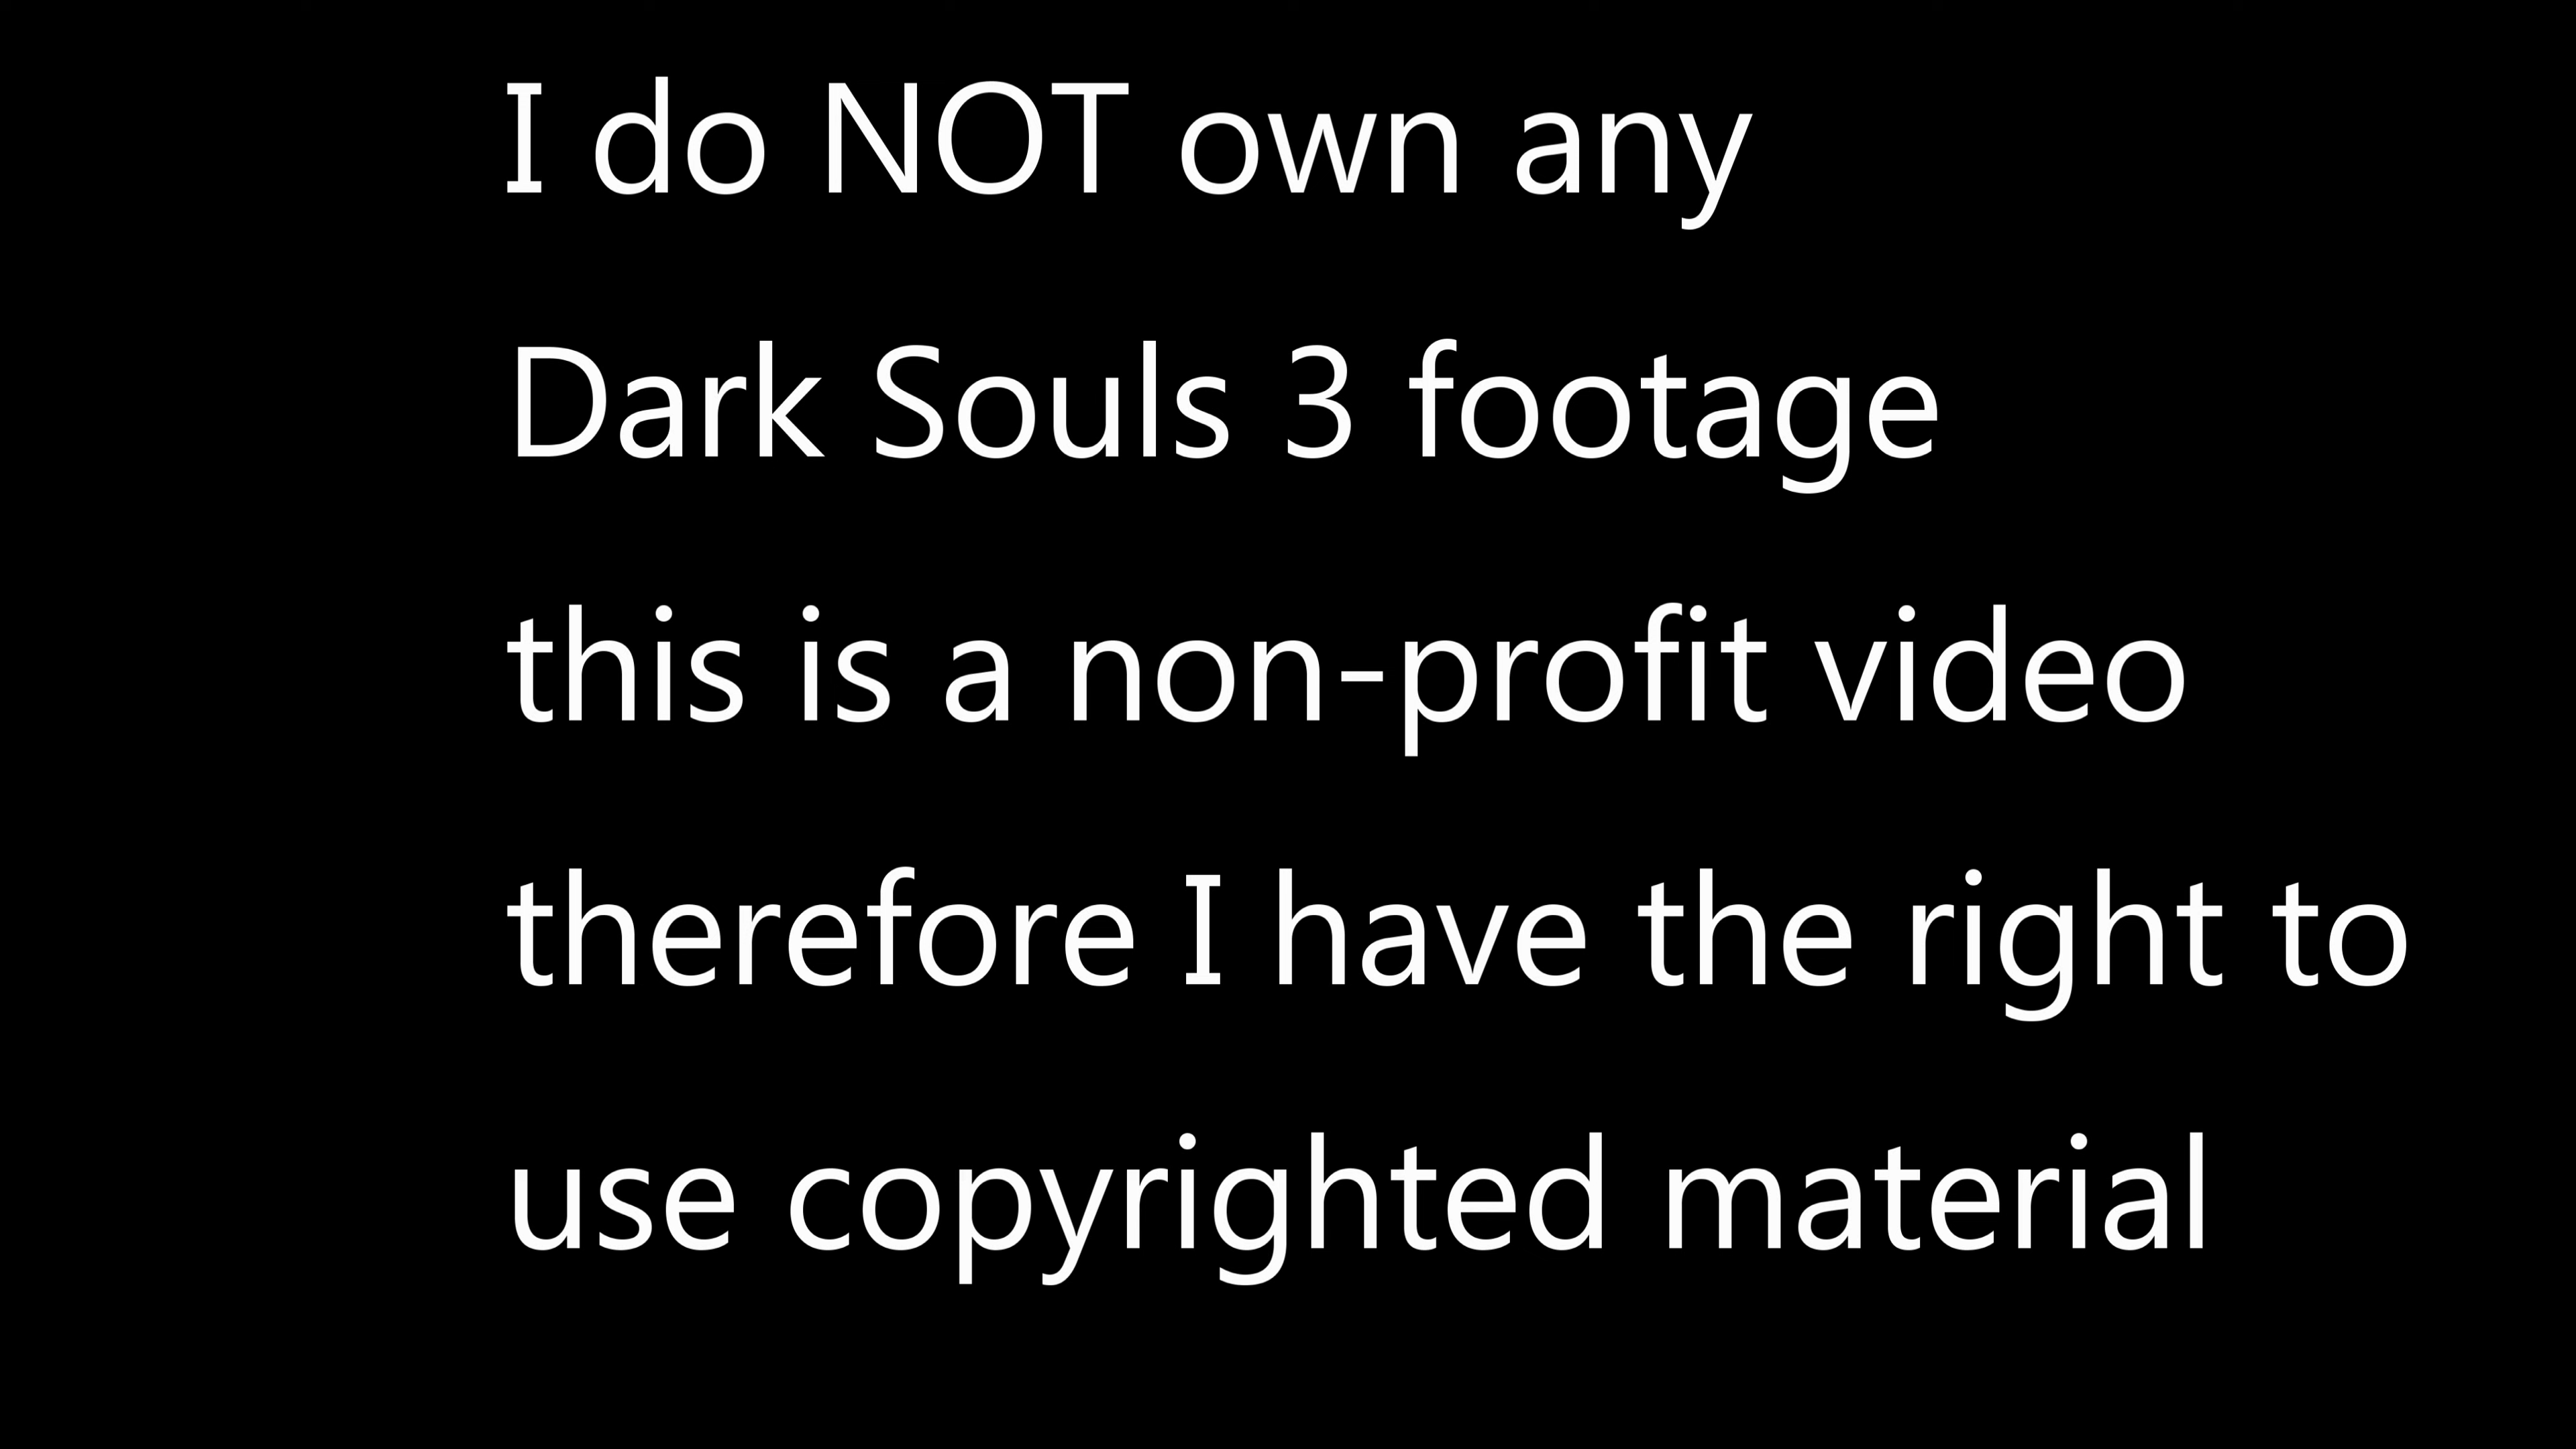 I do NOT own any
Dark Souls 3 footage
this is a non-profit video
therefore I have the right to
use copyrighted material